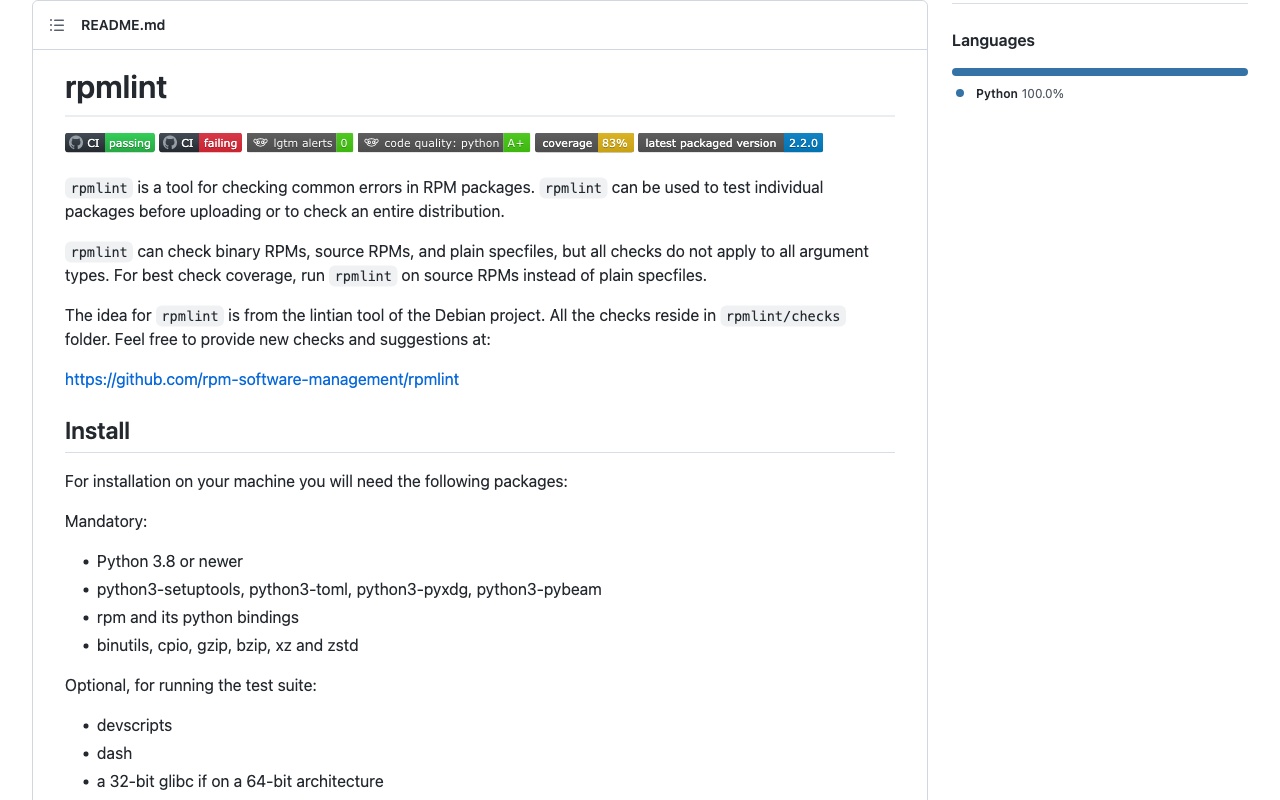 README.md
rpmlint
CI passing CI failing lgtm alerts 0 code quality: python A+ coverage 83% latest packaged version 2.2.0
rpmlint is a tool for checking common errors in RPM packages. rpmlint can be used to test individual
packages before uploading or to check an entire distribution.
rpmlint can check binary RPMs, source RPMs, and plain specfiles, but all checks do not apply to all argument
types. For best check coverage, run rpmlint on source RPMs instead of plain specfiles.
The idea for rpmlint is from the lintian tool of the Debian project. All the checks reside in rpmlint/checks
folder. Feel free to provide new checks and suggestions at:
https://github.com/rpm-software-management/rpmlint
Install
For installation on your machine you will need the following packages:
Mandatory:
• Python 3.8 or newer
• python3-setuptools, python3-toml, python3-pyxdg, python3-pybeam
• rpm and its python bindings
• binutils, cpio, gzip, bzip, xz and zstd
Optional, for running the test suite:
• devscripts
• dash
• a 32-bit glibc if on a 64-bit architecture
Languages
Python 100.0%